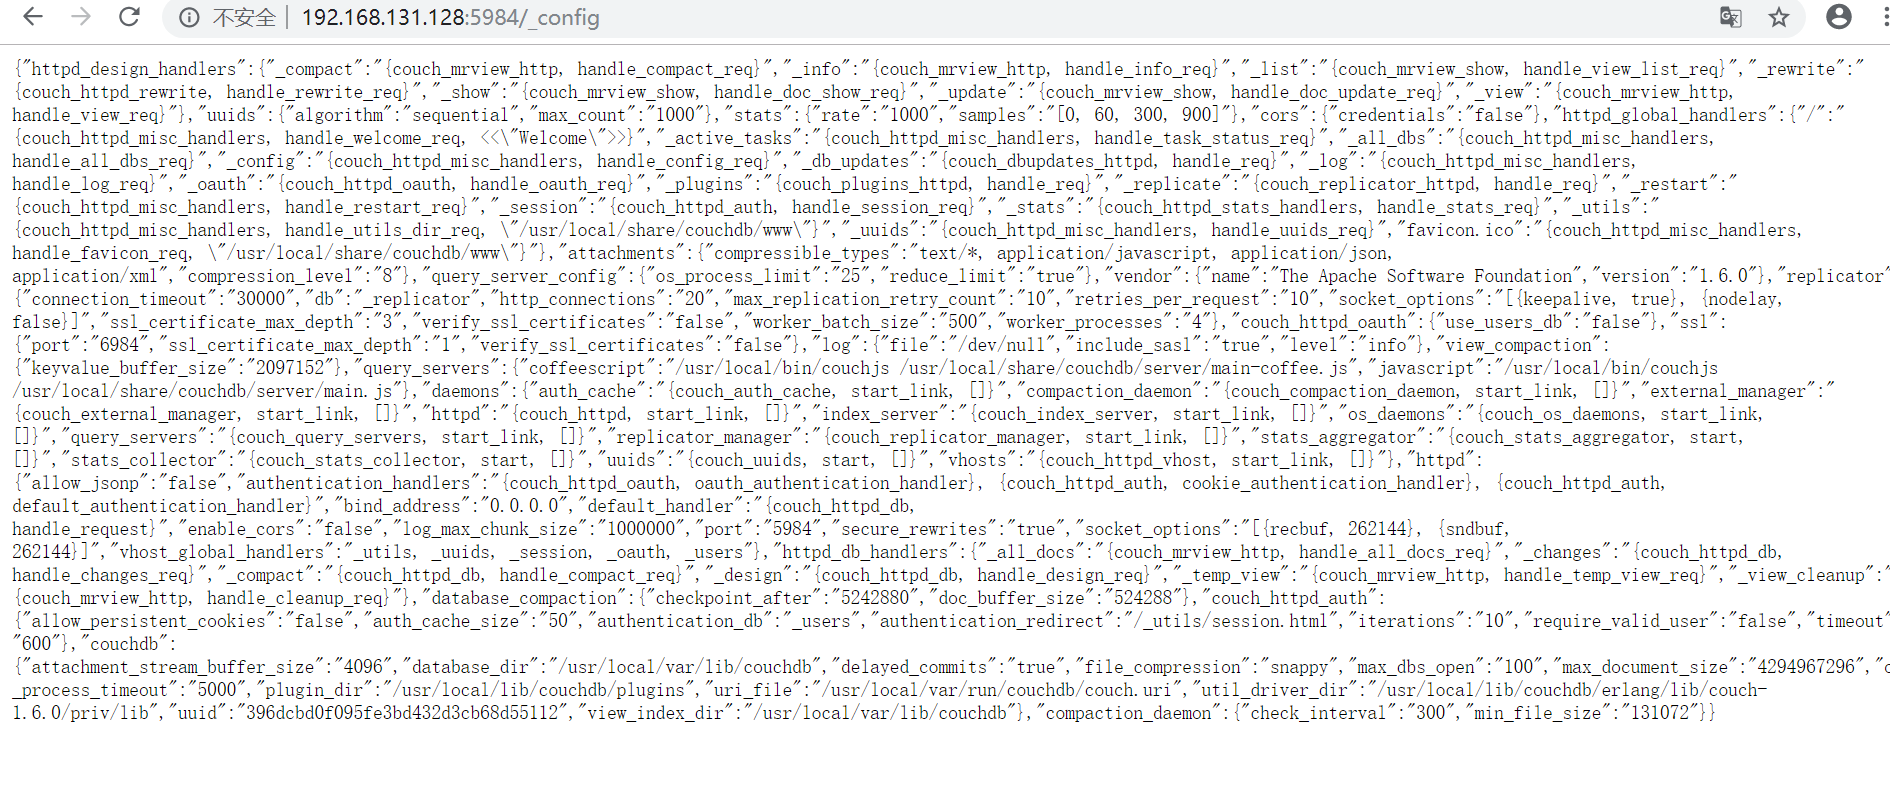 不安全 192.168.131.128:5984/_config
{"httpd_design_handlers":{"_compact":"{couch_mrview_http, handle_compact_req}","_info":"{couch_mrview_http, handle_info_req}","_list":"{couch_mrview_show, handle_view_list_req}","_rewrite":"
{couch_httpd_rewrite, handle_rewrite_req}","_show":"{couch_mrview_show, handle_doc_show_req}","_update":"{couch_mrview_show, handle_doc_update_req}","_view":"{couch_mrview_http,
handle_view_req}"},"uuids":{"algorithm":"sequential","max_count":"1000"},"stats":{"rate":"1000","samples":"[0, 60, 300, 900]"},"cors":{"credentials":"false"},"httpd_global_handlers":{"/":"
{couch_httpd_misc_handlers, handle_welcome_req, <<\"Welcome\">>}","_active_tasks":"{couch_httpd_misc_handlers, handle_task_status_req}","_all_dbs":"{couch_httpd_misc_handlers,
handle_all_dbs_req}","_config":"{couch_httpd_misc_handlers, handle_config_req}","_db_updates":"{couch_dbupdates_httpd, handle_req}","_log":"{couch_httpd_misc_handlers,
handle_log_req}","_oauth":"{couch_httpd_oauth, handle_oauth_req}","_plugins":"{couch_plugins_httpd, handle_req}","_replicate":"{couch_replicator_httpd, handle_req}","_restart":"
{couch_httpd_misc_handlers, handle_restart_req}","_session":"{couch_httpd_auth, handle_session_req}","_stats":"{couch_httpd_stats_handlers, handle_stats_req}","_utils":"
{couch_httpd_misc_handlers, handle_utils_dir_req, \"/usr/local/share/couchdb/www\"}","_uuids":"{couch_httpd_misc_handlers, handle_uuids_req}","favicon.ico":"{couch_httpd_misc_handlers,
handle_favicon_req, \"/usr/local/share/couchdb/www\"}"},"attachments":{"compressible_types":"text/*, application/javascript, application/json,
application/xml","compression_level":"8"},"query_server_config":{"os_process_limit":"25","reduce_limit":"true"},"vendor":{"name":"The Apache Software Foundation","version":"1.6.0"},"replicator"
{"connection_timeout":"30000","db":"_replicator","http_connections":"20","max_replication_retry_count":"10","retries_per_request":"10","socket_options":"[{keepalive, true}, {nodelay,
false}]","ssl_certificate_max_depth":"3","verify_ssl_certificates":"false","worker_batch_size":"500","worker_processes":"4"},"couch_httpd_oauth":{"use_users_db":"false"},"ssl":
{"port":"6984","ssl_certificate_max_depth":"1","verify_ssl_certificates":"false"},"log":{"file":"/dev/null","include_sasl":"true","level":"info"},"view_compaction":
{"keyvalue_buffer_size":"2097152"},"query_servers":{"coffeescript":"/usr/local/bin/couchjs /usr/local/share/couchdb/server/main-coffee.js","javascript":"/usr/local/bin/couchjs
/usr/local/share/couchdb/server/main.js"},"daemons":{"auth_cache":"{couch_auth_cache, start_link, []}","compaction_daemon":"{couch_compaction_daemon, start_link, []}","external_manager":"
{couch_external_manager, start_link, []}","httpd":"{couch_httpd, start_link, []}","index_server":"{couch_index_server, start_link, []}","os_daemons":"{couch_os_daemons, start_link,
[]}","query_servers":"{couch_query_servers, start_link, []}","replicator_manager":"{couch_replicator_manager, start_link, []}","stats_aggregator":"{couch_stats_aggregator, start,
[]}","stats_collector":"{couch_stats_collector, start, []}","uuids":"{couch_uuids, start, []}","vhosts":"{couch_httpd_vhost, start_link, []}"},"httpd":
{"allow_jsonp":"false","authentication_handlers":"{couch_httpd_oauth, oauth_authentication_handler}, {couch_httpd_auth, cookie_authentication_handler}, {couch_httpd_auth,
default_authentication_handler}","bind_address":"0.0.0.0","default_handler":"{couch_httpd_db,
handle_request}","enable_cors":"false","log_max_chunk_size":"1000000","port":"5984","secure_rewrites":"true","socket_options":"[{recbuf, 262144}, {sndbuf,
262144}]","vhost_global_handlers":"_utils, _uuids, _session, _oauth, _users"},"httpd_db_handlers":{"_all_docs":"{couch_mrview_http, handle_all_docs_req}","_changes":"{couch_httpd_db,
handle_changes_req}","_compact":"{couch_httpd_db, handle_compact_req}","_design":"{couch_httpd_db, handle_design_req}","_temp_view":"{couch_mrview_http, handle_temp_view_req}","_view_cleanup":"
{couch_mrview_http, handle_cleanup_req}"},"database_compaction":{"checkpoint_after":"5242880","doc_buffer_size":"524288"},"couch_httpd_auth":
{"allow_persistent_cookies":"false","auth_cache_size":"50","authentication_db":"_users","authentication_redirect":"/_utils/session.html","iterations":"10","require_valid_user":"false","timeout"
"600"},"couchdb":
{"attachment_stream_buffer_size":"4096","database_dir":"/usr/local/var/lib/couchdb","delayed_commits":"true","file_compression":"snappy","max_dbs_open":"100","max_document_size":"4294967296","
_process_timeout":"5000","plugin_dir":"/usr/local/lib/couchdb/plugins","uri_file":"/usr/local/var/run/couchdb/couch.uri","util_driver_dir":"/usr/local/lib/couchdb/erlang/lib/couch-
1.6.0/priv/lib","uuid":"396dcbd0f095fe3bd432d3cb68d55112","view_index_dir":"/usr/local/var/lib/couchdb"},"compaction_daemon":{"check_interval":"300","min_file_size":"131072"}}